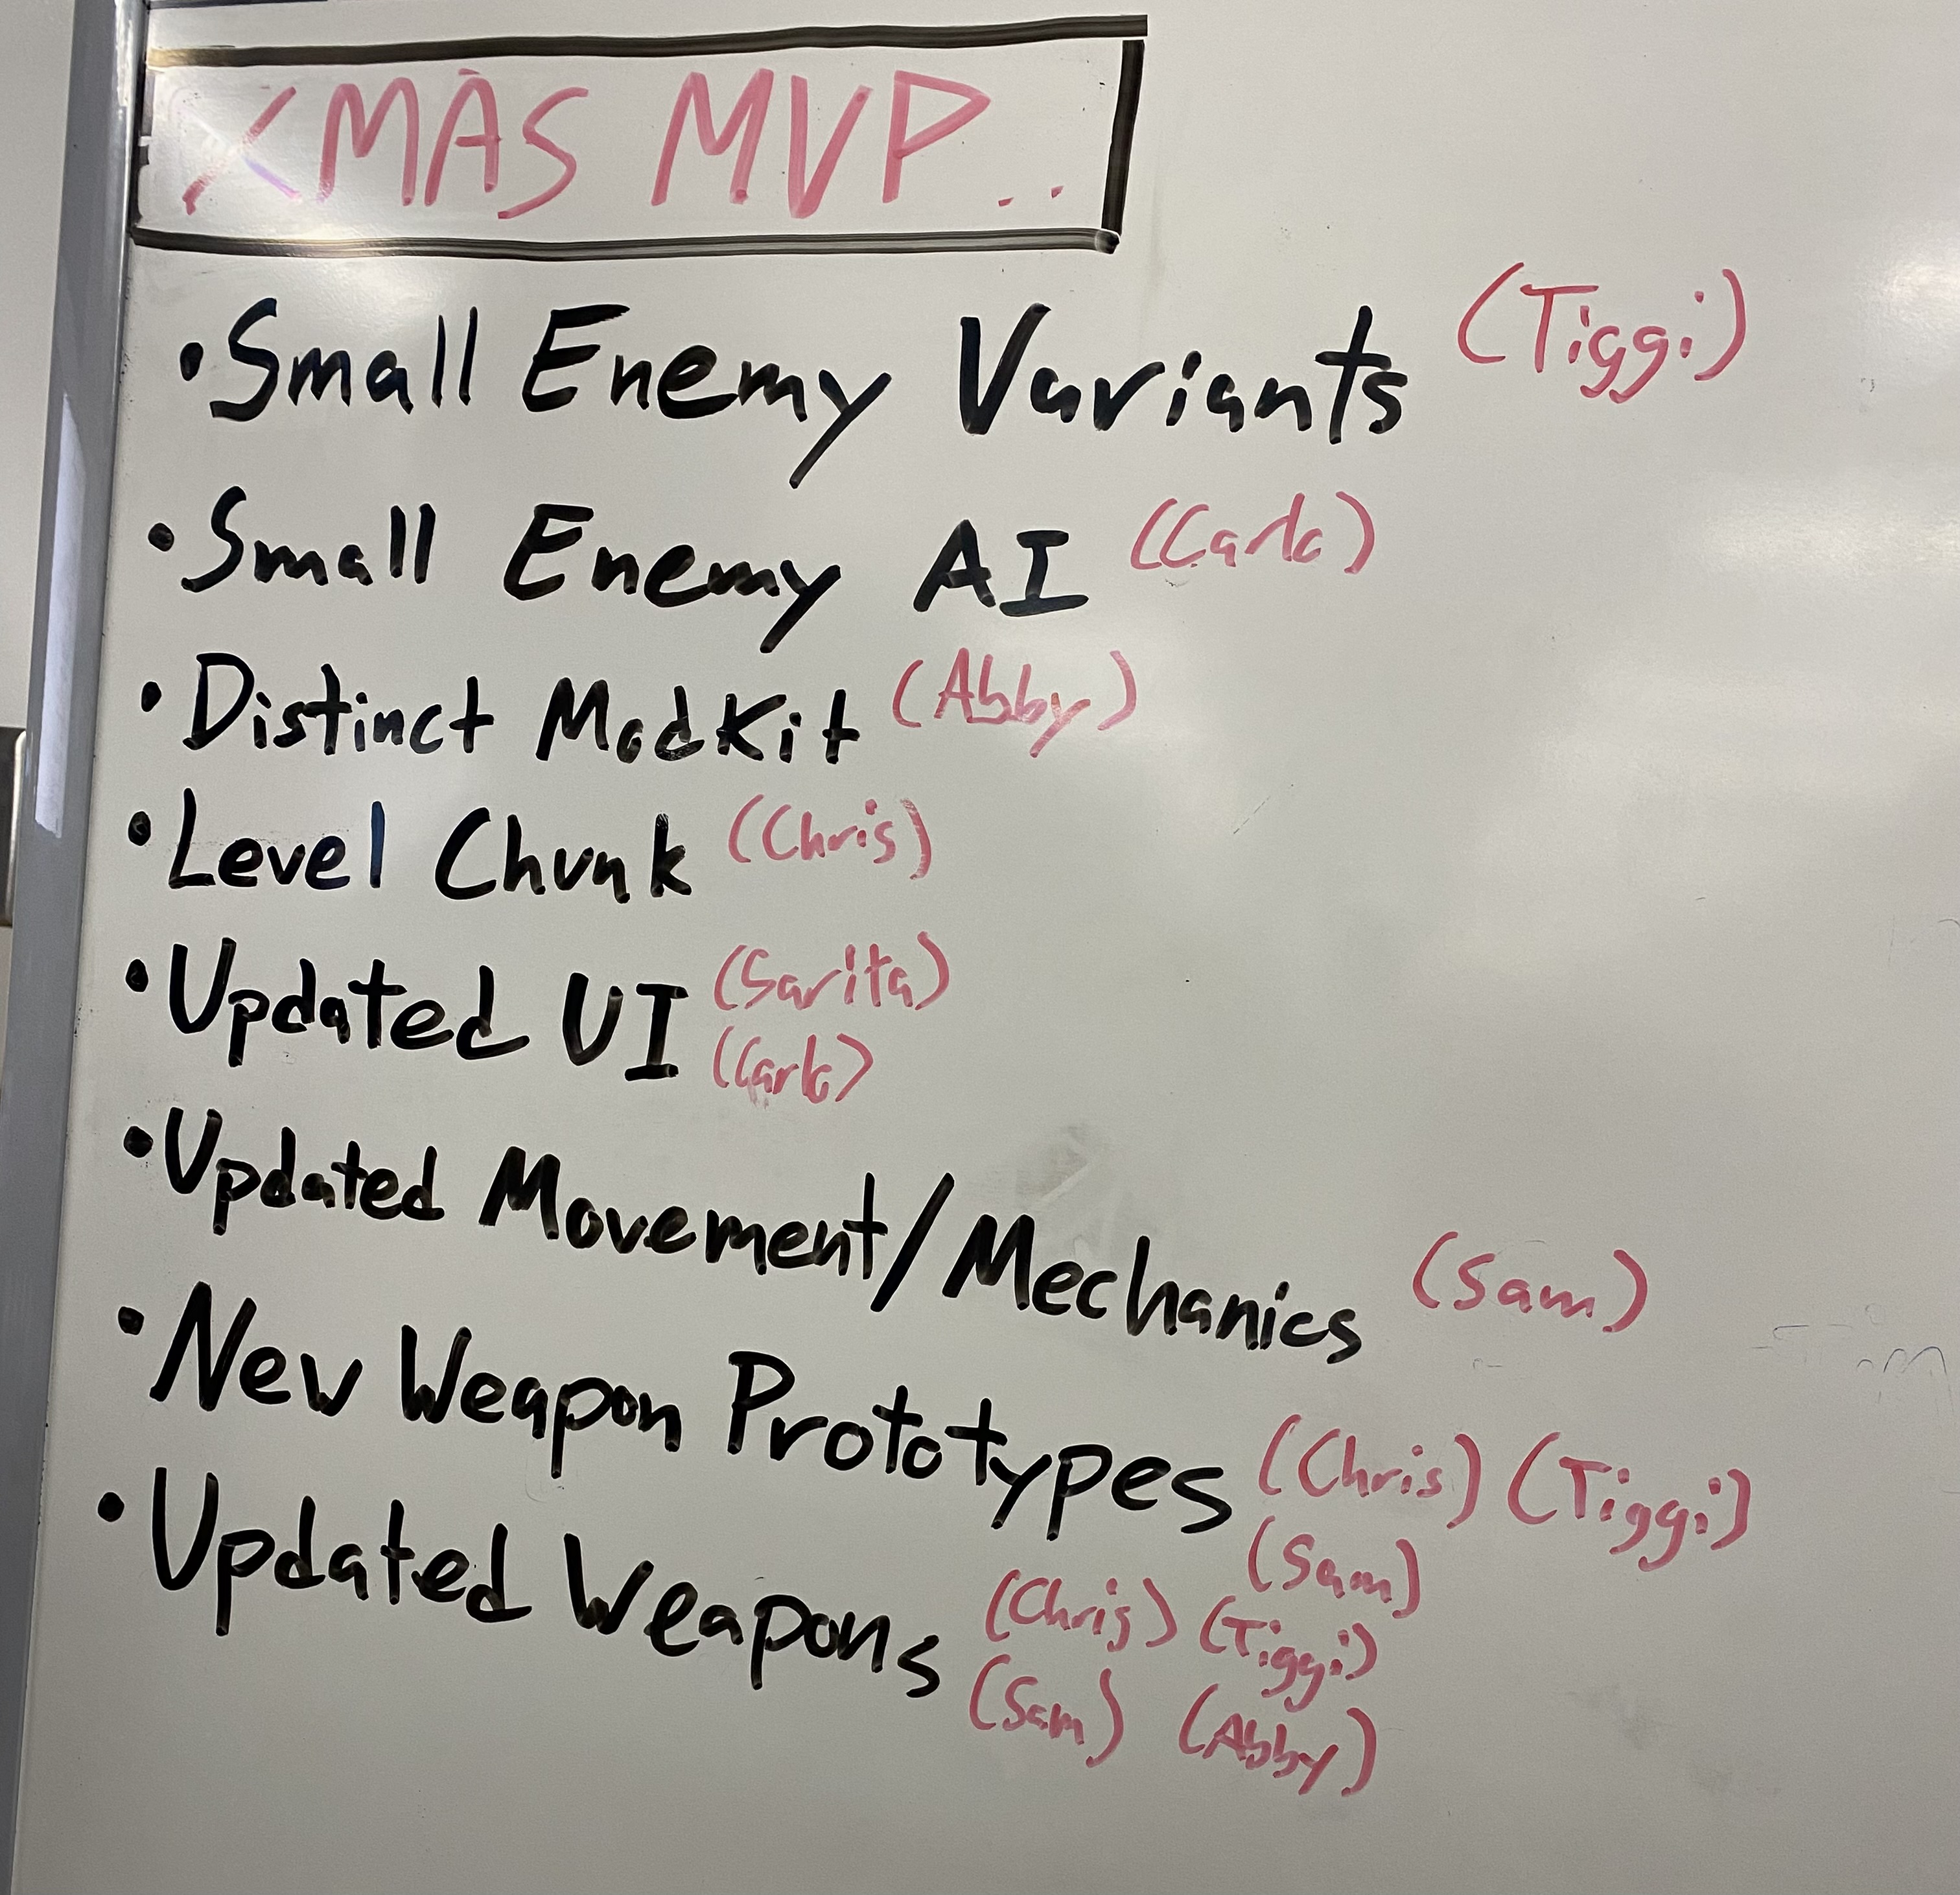 XMAS MVP..
• Small Enemy Variants (Tiggi)
• Small Enemy AI (Carlo)
• Distinct ModKit (Abby)
• Level Chunk (Chris)
• Updated UI (Sarita)
(Carlo)
• Updated Movement/Mechanics (Sam)
• New Weapon Prototypes (Chris) (Tiggi)
(Sam)
• Updated Weapons (Chris) (Tiggi)
(Sam) (Abby)